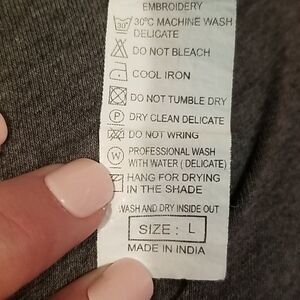 EMBROIDERY
30 30°C MACHINE WASH
DELICATE
DO NOT BLEACH
COOL IRON
DO NOT TUMBLE DRY
P DRY CLEAN DELICATE
DO NOT WRING
W PROFESSIONAL WASH
WITH WATER ( DELICATE)
HANG FOR DRYING
IN THE SHADE
WASH AND DRY INSIDE OUT
SIZE : L
MADE IN INDIA